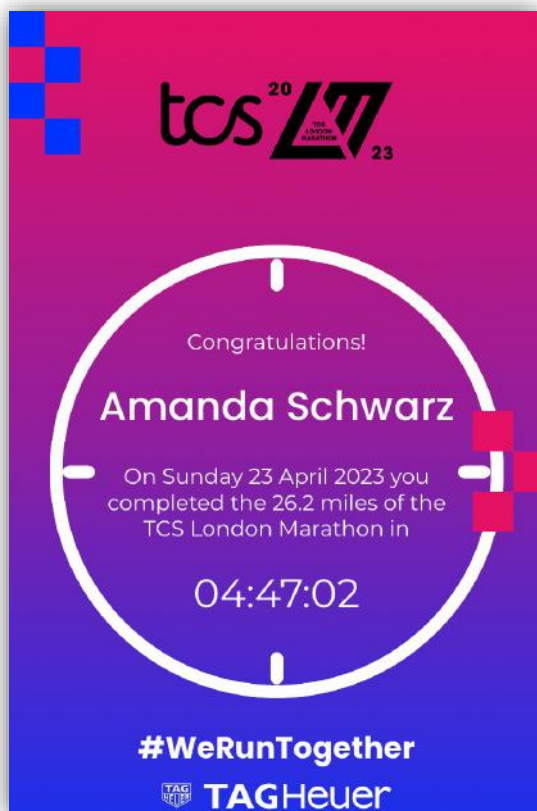 tcs 20
TCS
LONDON
MARATHON
23
Congratulations!
Amanda Schwarz
On Sunday 23 April 2023 you
completed the 26.2 miles of the
TCS London Marathon in
04:47:02
#WeRunTogether
TAG
HEUER
TAGHeuer